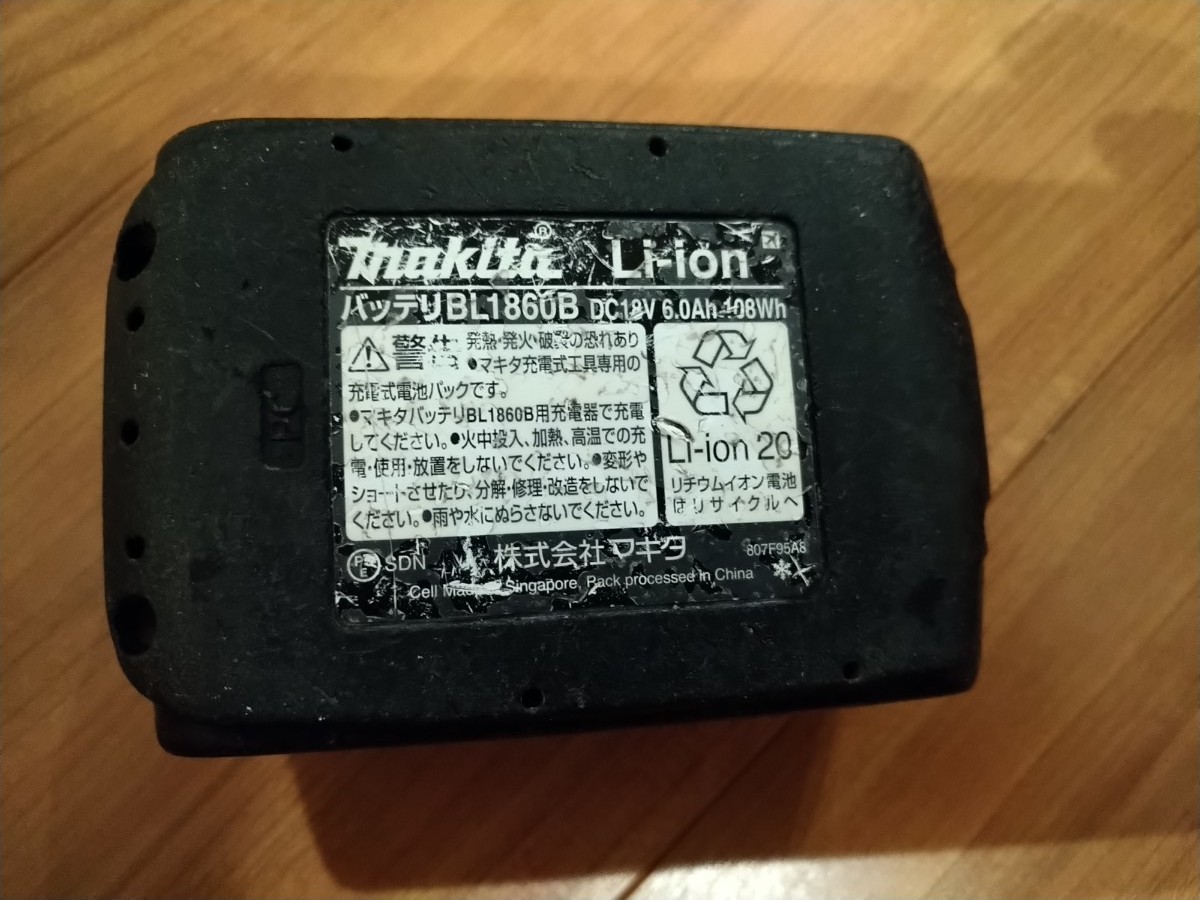 makita® Li-ion
バッテリBL1860B DC18V 6.0Ah 108Wh
警告 発熱・発火・破裂の恐れあり
●マキタ充電式工具専用の
充電式電池パックです。
●マキタバッテリBL1860B用充電器で充電
してください。●火中投入、加熱、高温での充
電・使用・放置をしないでください。●変形や
ショートさせたり、分解・修理・改造をしないで
ください。●雨や水にぬらさないでください。
Li-ion 20
リチウムイオン電池
はリサイクルへ
PS E SDN 株式会社マキタ 807F95A8
Cell Made Singapore, Pack processed in China